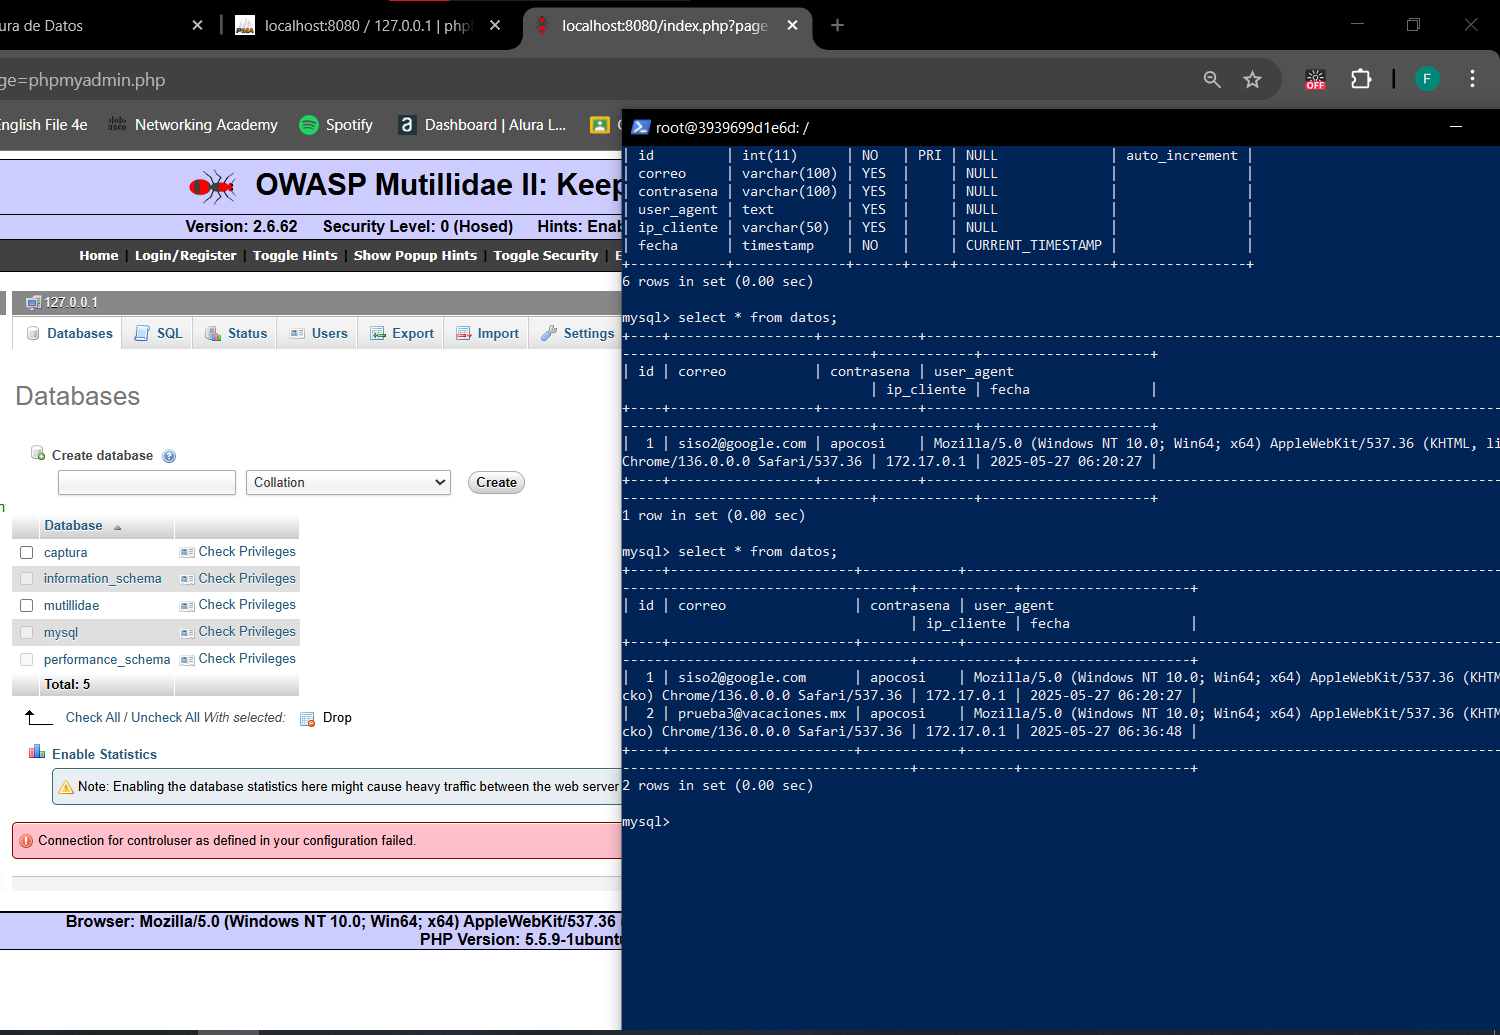 ura de Datos
localhost:8080 / 127.0.0.1 | php
localhost:8080/index.php?page
ge=phpmyadmin.php
OFF
F
English File 4e
Networking Academy
Spotify
Dashboard | Alura L...
root@3939699d1e6d: /
OWASP Mutillidae II: Keep
Version: 2.6.62 Security Level: 0 (Hosed) Hints: Enab
Home | Login/Register | Toggle Hints | Show Popup Hints | Toggle Security | E
127.0.0.1
Databases SQL Status Users Export Import Settings
Databases
Create database
Collation
Create
Database
captura Check Privileges
information_schema Check Privileges
mutillidae Check Privileges
mysql Check Privileges
performance_schema Check Privileges
Total: 5
Check All / Uncheck All With selected: Drop
Enable Statistics
Note: Enabling the database statistics here might cause heavy traffic between the web server
Connection for controluser as defined in your configuration failed.
Browser: Mozilla/5.0 (Windows NT 10.0; Win64; x64) AppleWebKit/537.36 (
PHP Version: 5.5.9-1ubuntu
| id | int(11) | NO | PRI | NULL | auto_increment |
| correo | varchar(100) | YES | | NULL | |
| contrasena | varchar(100) | YES | | NULL | |
| user_agent | text | YES | | NULL | |
| ip_cliente | varchar(50) | YES | | NULL | |
| fecha | timestamp | NO | | CURRENT_TIMESTAMP | |
6 rows in set (0.00 sec)
mysql> select * from datos;
| id | correo | contrasena | user_agent
| ip_cliente | fecha |
| 1 | siso2@google.com | apocosi | Mozilla/5.0 (Windows NT 10.0; Win64; x64) AppleWebKit/537.36 (KHTML, li
Chrome/136.0.0.0 Safari/537.36 | 172.17.0.1 | 2025-05-27 06:20:27 |
1 row in set (0.00 sec)
mysql> select * from datos;
| id | correo | contrasena | user_agent
| ip_cliente | fecha |
| 1 | siso2@google.com | apocosi | Mozilla/5.0 (Windows NT 10.0; Win64; x64) AppleWebKit/537.36 (KHTM
cko) Chrome/136.0.0.0 Safari/537.36 | 172.17.0.1 | 2025-05-27 06:20:27 |
| 2 | prueba3@vacaciones.mx | apocosi | Mozilla/5.0 (Windows NT 10.0; Win64; x64) AppleWebKit/537.36 (KHTM
cko) Chrome/136.0.0.0 Safari/537.36 | 172.17.0.1 | 2025-05-27 06:36:48 |
2 rows in set (0.00 sec)
mysql>